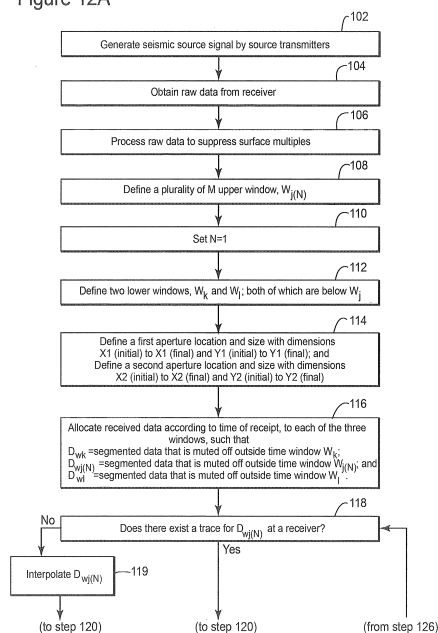 Figure 12A
102
Generate seismic source signal by source transmitters
104
Obtain raw data from receiver
106
Process raw data to suppress surface multiples
108
Define a plurality of M upper window, Wj(N)
110
Set N=1
112
Define two lower windows, Wk and Wl; both of which are below Wj
114
Define a first aperture location and size with dimensions
X1 (initial) to X1 (final) and Y1 (initial) to Y1 (final); and
Define a second aperture location and size with dimensions
X2 (initial) to X2 (final) and Y2 (initial) to Y2 (final)
116
Allocate received data according to time of receipt, to each of the three
windows, such that
Dwk =segmented data that is muted off outside time window Wk;
Dwj(N) =segmented data that is muted off outside time window Wj(N); and
Dwl =segmented data that is muted off outside time window Wl .
118
Does there exist a trace for Dwj(N) at a receiver?
No
Yes
Interpolate Dwj(N)
119
(to step 120)
(to step 120)
(from step 126)